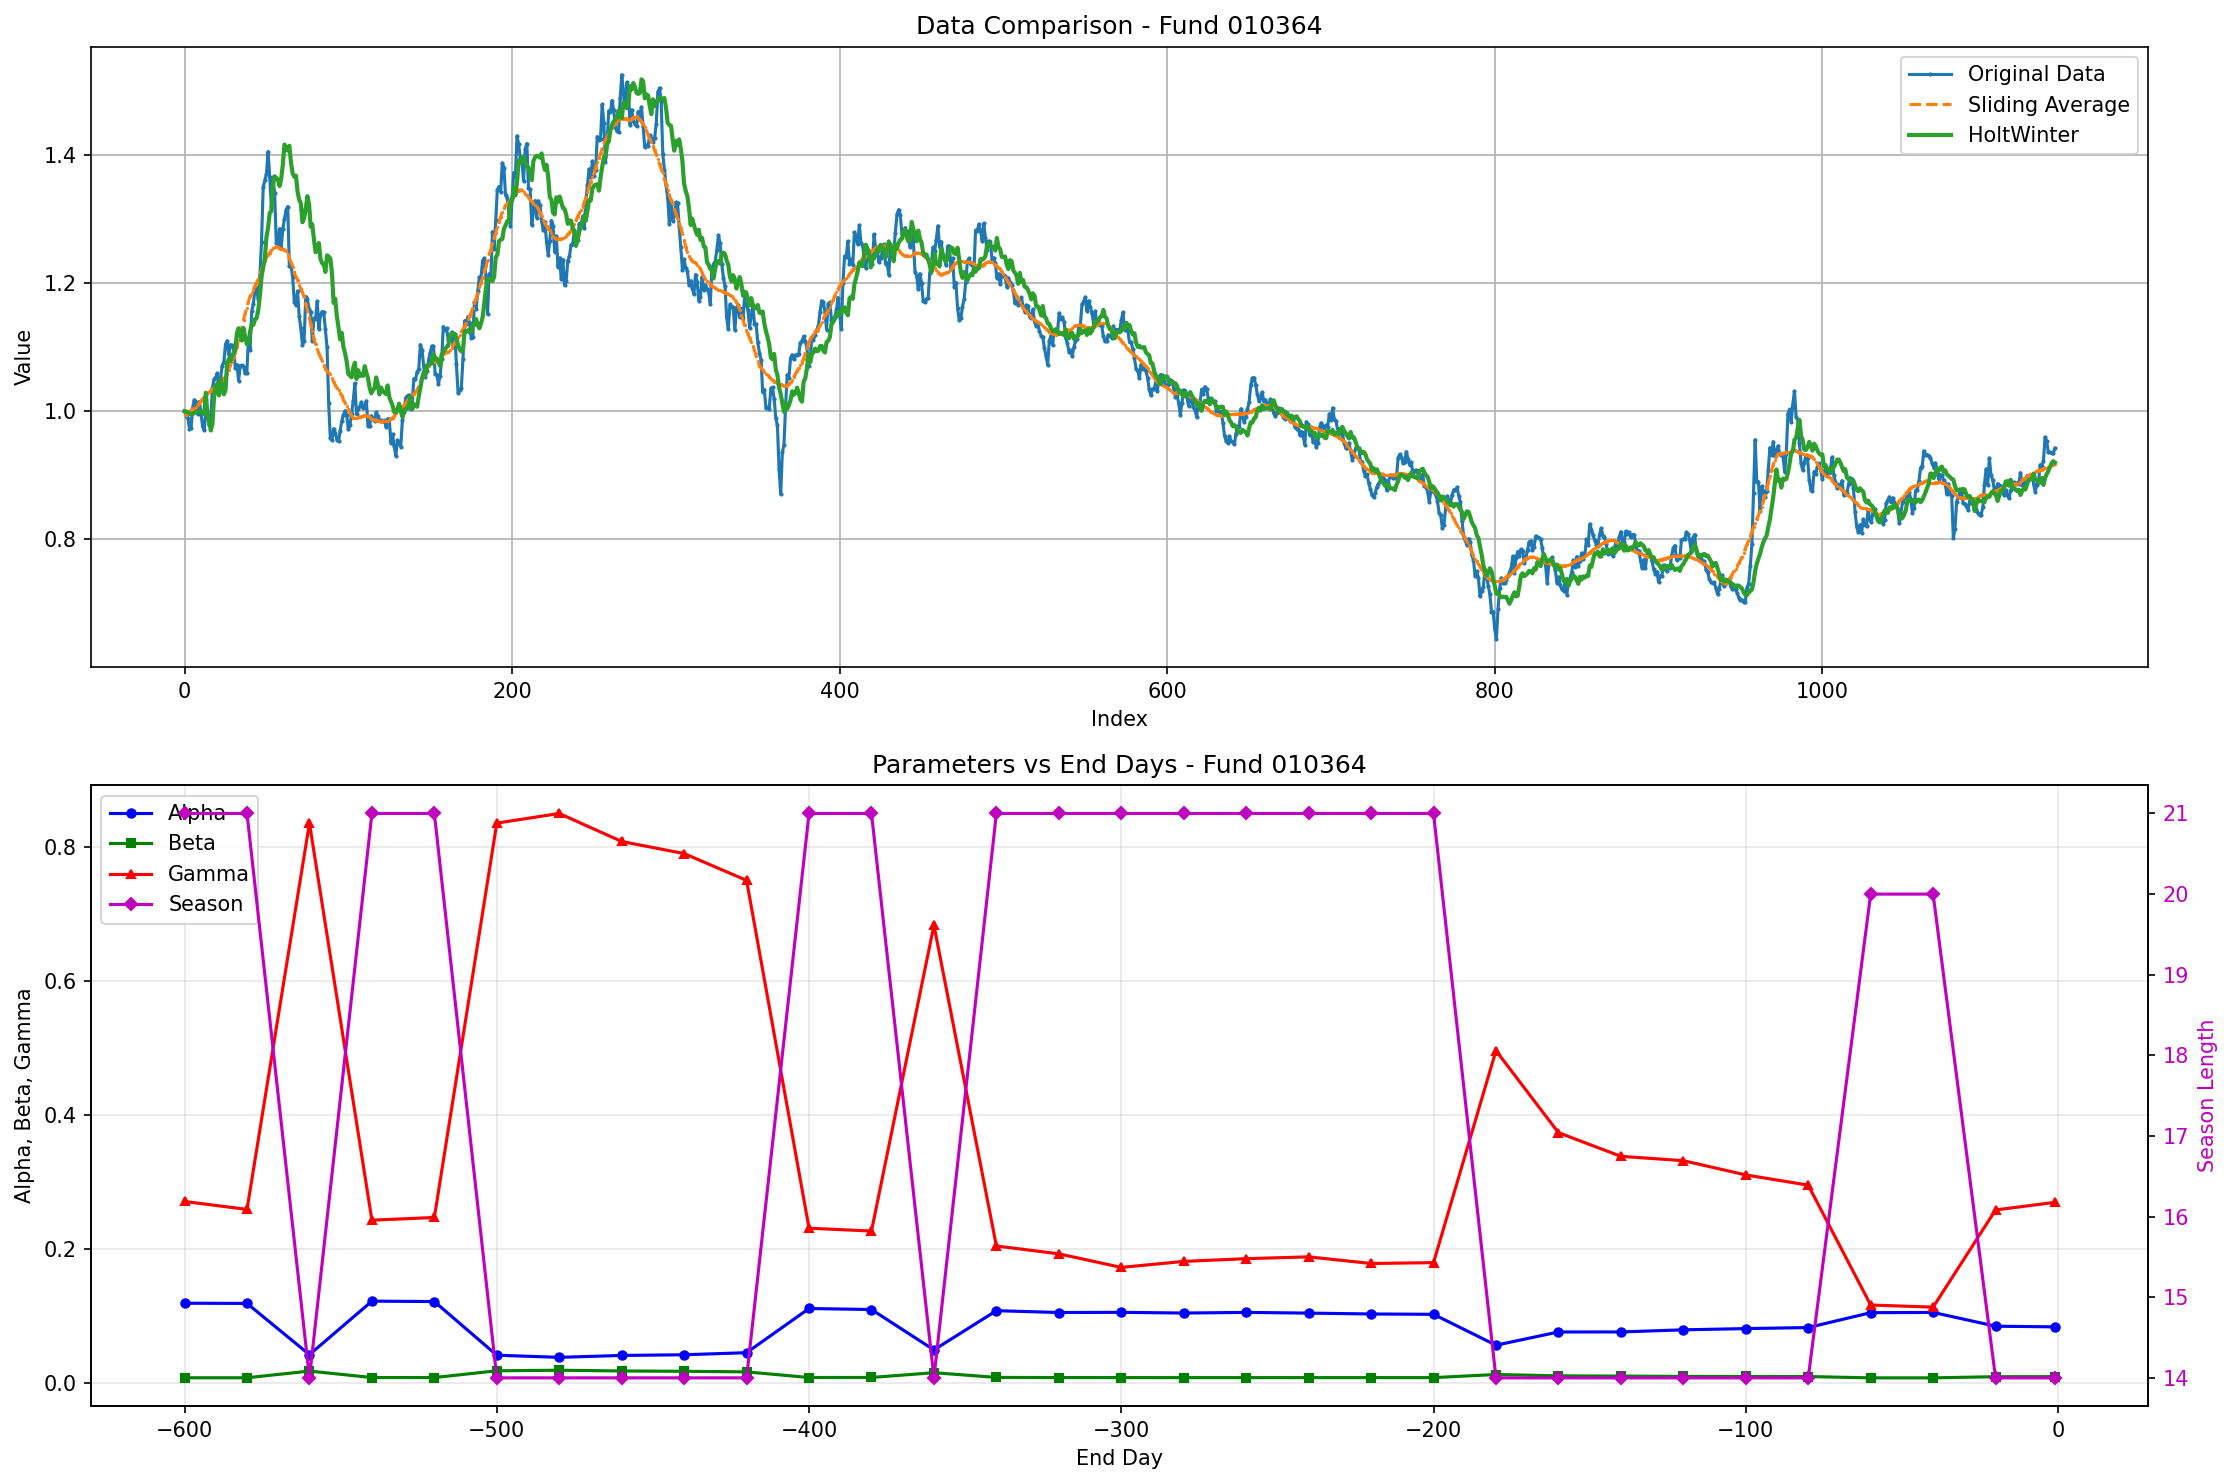 Data Comparison - Fund 010364
Original Data
Sliding Average
HoltWinter
Value
1.4
1.2
1.0
0.8
0
200
400
600
800
1000
Index
Parameters vs End Days - Fund 010364
Alpha
Beta
Gamma
Season
Alpha, Beta, Gamma
0.8
0.6
0.4
0.2
0.0
21
20
19
18
17
16
15
14
Season Length
−600
−500
−400
−300
−200
−100
0
End Day